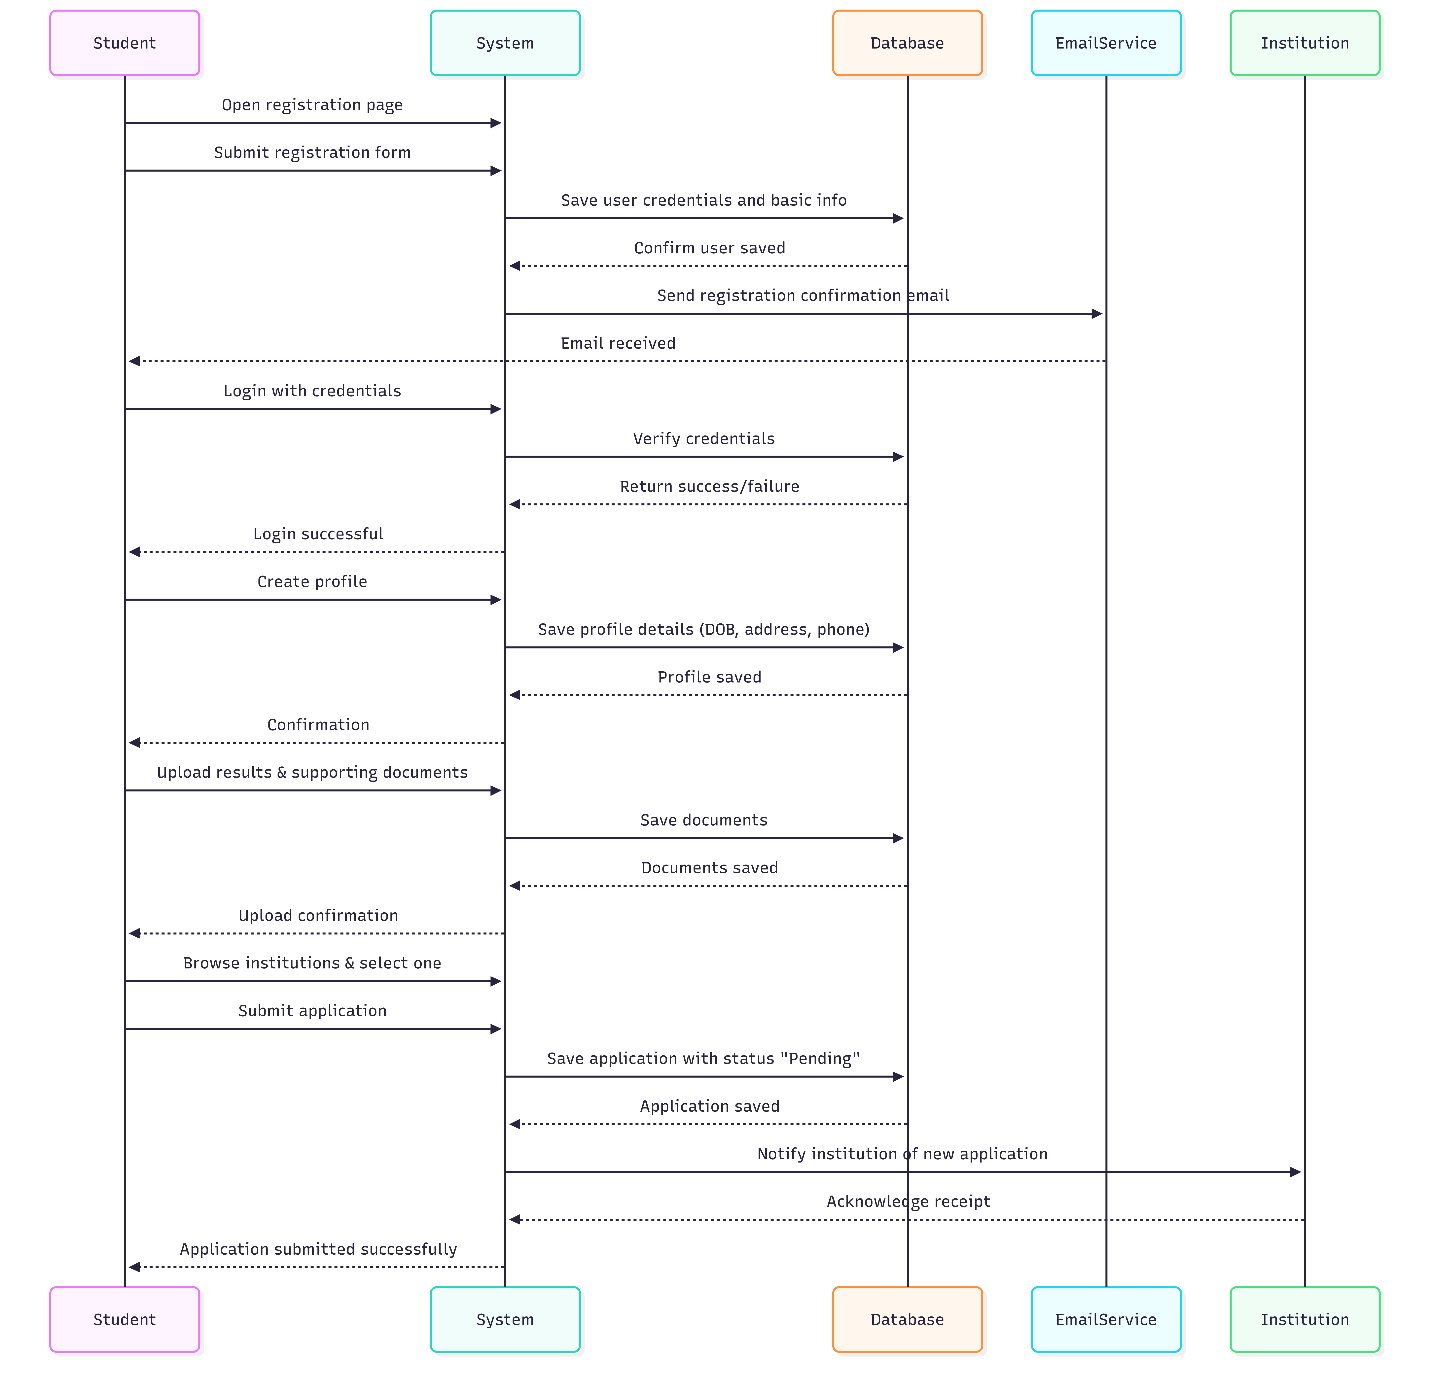 Student
System
Database
EmailService
Institution
Open registration page
Submit registration form
Save user credentials and basic info
Confirm user saved
Send registration confirmation email
Email received
Login with credentials
Verify credentials
Return success/failure
Login successful
Create profile
Save profile details (DOB, address, phone)
Profile saved
Confirmation
Upload results & supporting documents
Save documents
Documents saved
Upload confirmation
Browse institutions & select one
Submit application
Save application with status "Pending"
Application saved
Notify institution of new application
Acknowledge receipt
Application submitted successfully
Student
System
Database
EmailService
Institution